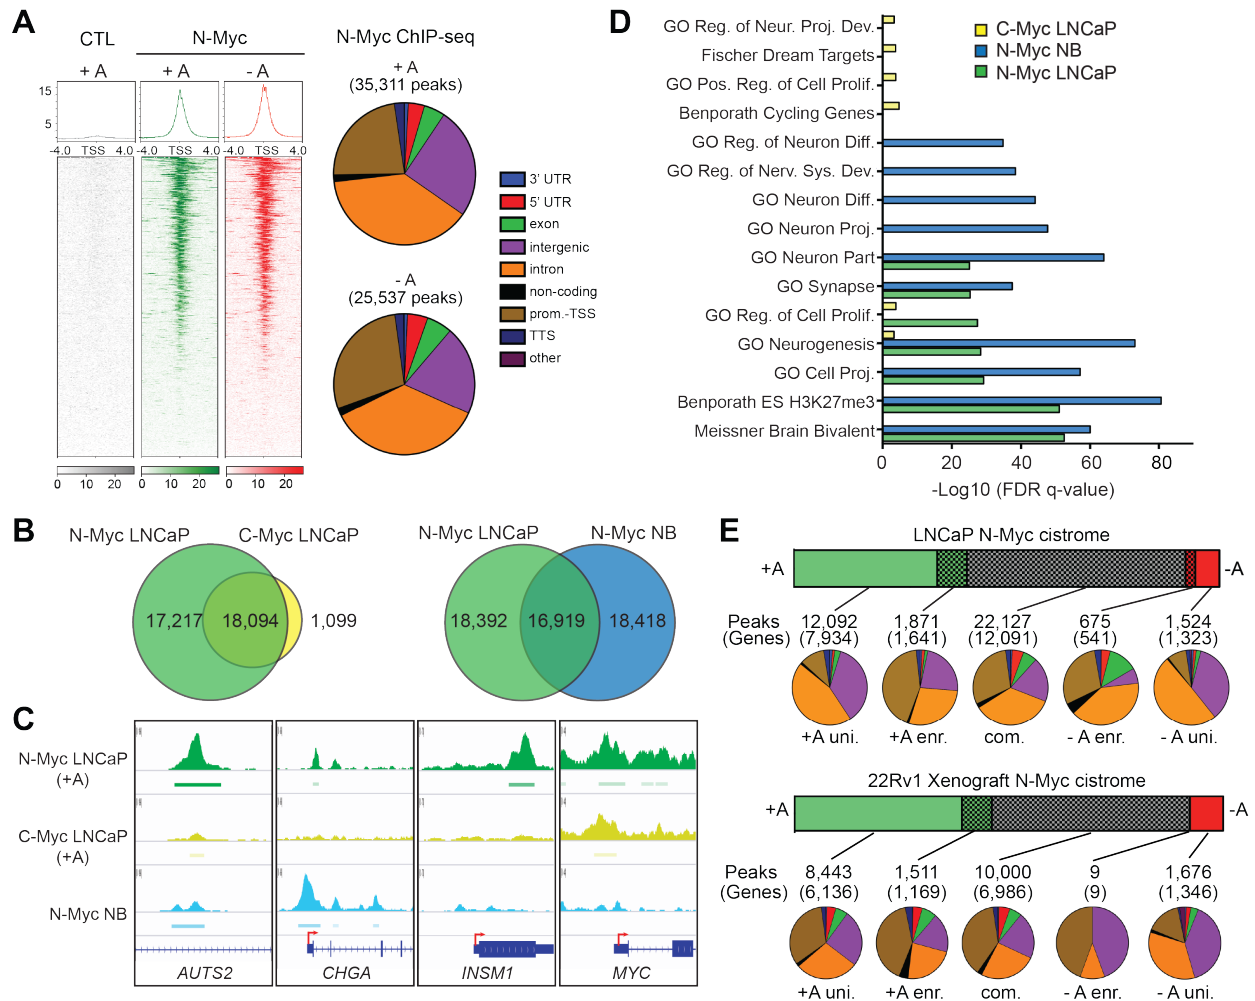 A
CTL
N-Myc
+ A
+ A
- A
15
5
-4.0 TSS 4.0
-4.0 TSS 4.0
-4.0 TSS 4.0
0 10 20
0 10 20
0 10 20
N-Myc ChIP-seq
+ A
(35,311 peaks)
- A
(25,537 peaks)
3' UTR
5' UTR
exon
intergenic
intron
non-coding
prom.-TSS
TTS
other
D
GO Reg. of Neur. Proj. Dev.
Fischer Dream Targets
GO Pos. Reg. of Cell Prolif.
Benporath Cycling Genes
GO Reg. of Neuron Diff.
GO Reg. of Nerv. Sys. Dev.
GO Neuron Diff.
GO Neuron Proj.
GO Neuron Part
GO Synapse
GO Reg. of Cell Prolif.
GO Neurogenesis
GO Cell Proj.
Benporath ES H3K27me3
Meissner Brain Bivalent
C-Myc LNCaP
N-Myc NB
N-Myc LNCaP
0 20 40 60 80
-Log10 (FDR q-value)
B
N-Myc LNCaP
C-Myc LNCaP
17,217
18,094
1,099
N-Myc LNCaP
N-Myc NB
18,392
16,919
18,418
C
N-Myc LNCaP
(+A)
C-Myc LNCaP
(+A)
N-Myc NB
AUTS2
CHGA
INSM1
MYC
E
LNCaP N-Myc cistrome
+A
-A
Peaks 12,092 1,871 22,127 675 1,524
(Genes) (7,934) (1,641) (12,091) (541) (1,323)
+A uni. +A enr. com. - A enr. - A uni.
22Rv1 Xenograft N-Myc cistrome
+A
-A
Peaks 8,443 1,511 10,000 9 1,676
(Genes) (6,136) (1,169) (6,986) (9) (1,346)
+A uni. +A enr. com. - A enr. - A uni.